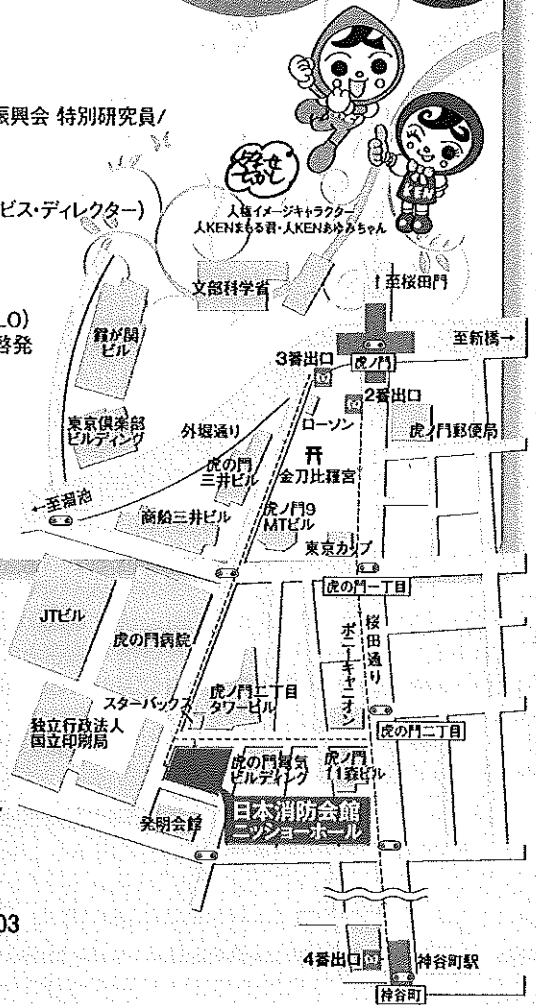 振興会 特別研究員/
ビス・ディレクター)
LO)
啓発
人権イメージキャラクター
人KENまもる君・人KENあゆみちゃん
文部科学省
↑至桜田門
霞が関
ビル
至新橋→
3番出口
虎ノ門
2番出口
ローソン
虎ノ門郵便局
東京倶楽部
ビルディング
外堀通り
虎の門
三井ビル
金刀比羅宮
←至溜池
商船三井ビル
虎ノ門9
MTビル
東京カップ
虎の門一丁目
JTビル
虎の門病院
桜田通り
ポニーキャニオン
スターバックス
虎ノ門二丁目
タワービル
独立行政法人
国立印刷局
虎の門二丁目
虎の門電気
ビルディング
虎ノ門
11森ビル
発明会館
日本消防会館
ニッショーホール
03
4番出口
神谷町駅
神谷町